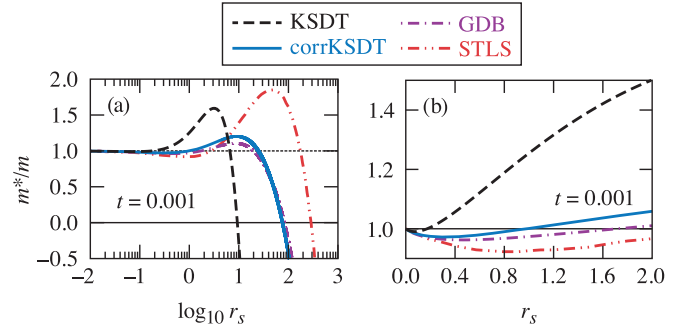 KSDT
GDB
corrKSDT
STLS
2.0
1.5
1.0
0.5
0.0
-0.5
m*/m
(a)
t = 0.001
−2 −1 0 1 2 3
log10 rs
1.4
1.2
1.0
(b)
t = 0.001
0.0 0.4 0.8 1.2 1.6 2.0
rs